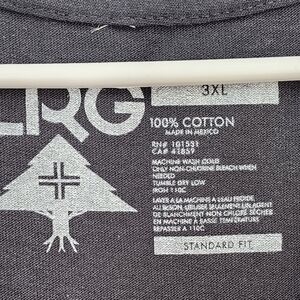 LRG
3XL
100% COTTON
MADE IN MEXICO
RN# 101531
CA# 41859
MACHINE WASH COLD
ONLY NON-CHLORINE BLEACH WHEN
NEEDED
TUMBLE DRY LOW
IRON 110C
LAVER A LA MACHINE A L'EAU FROIDE
AU BESOIN, UTILISER SEULEMENT UN AGENT
DE BLANCHIMENT NON CHLORE SÉCHER
EN MACHINE A BASSE TEMPÉRATURE
REPASSER A 110C
STANDARD FIT